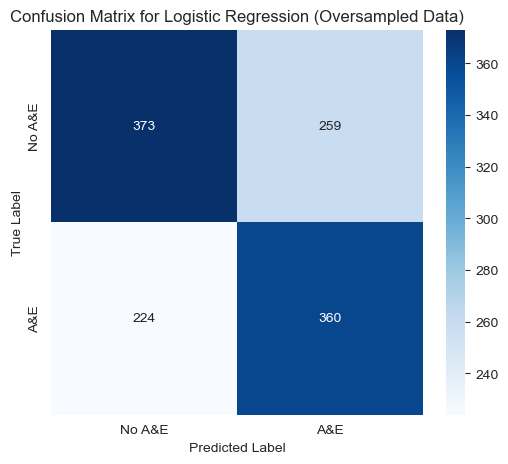 Confusion Matrix for Logistic Regression (Oversampled Data)
No A&E
373
259
A&E
224
360
True Label
No A&E
A&E
Predicted Label
360
340
320
300
280
260
240